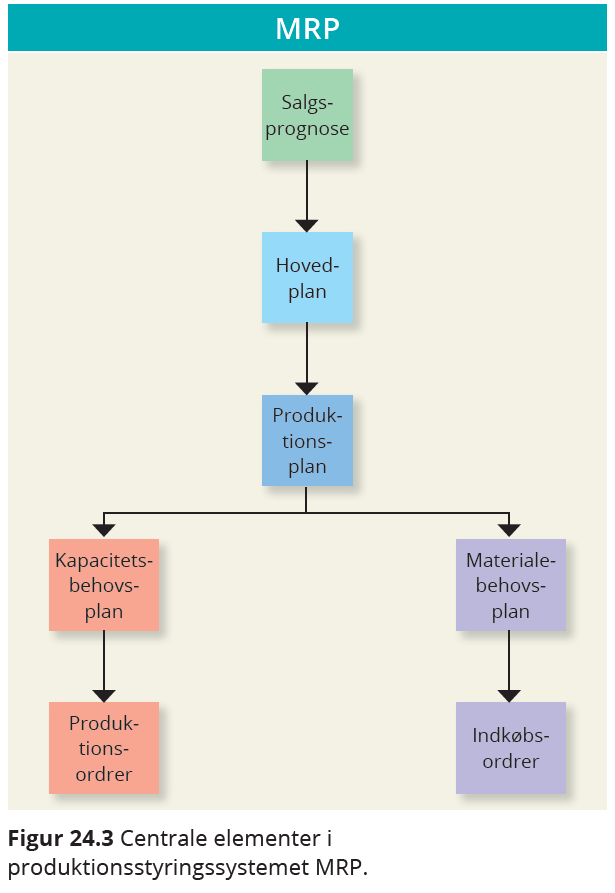 MRP
Salgs-
prognose
Hoved-
plan
Produk-
tions-
plan
Kapacitets-
behovs-
plan
Materiale-
behovs-
plan
Produk-
tions-
ordrer
Indkøbs-
ordrer
Figur 24.3 Centrale elementer i
produktionsstyringssystemet MRP.